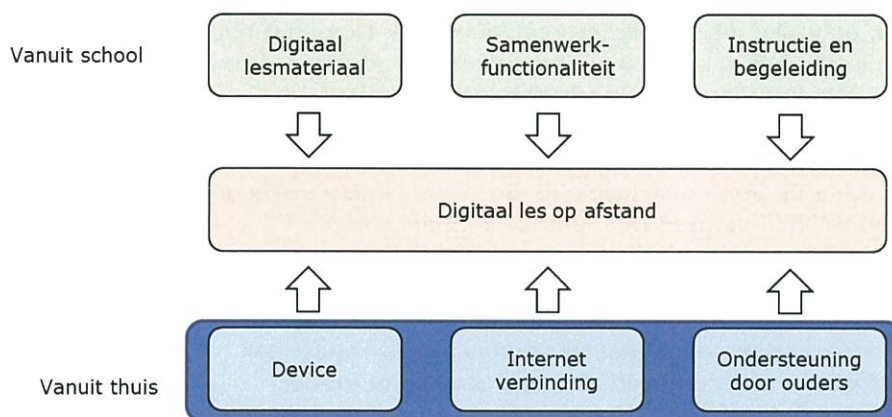 Vanuit school
Digitaal
lesmateriaal
Samenwerk-
functionaliteit
Instructie en
begeleiding
Digitaal les op afstand
Vanuit thuis
Device
Internet
verbinding
Ondersteuning
door ouders